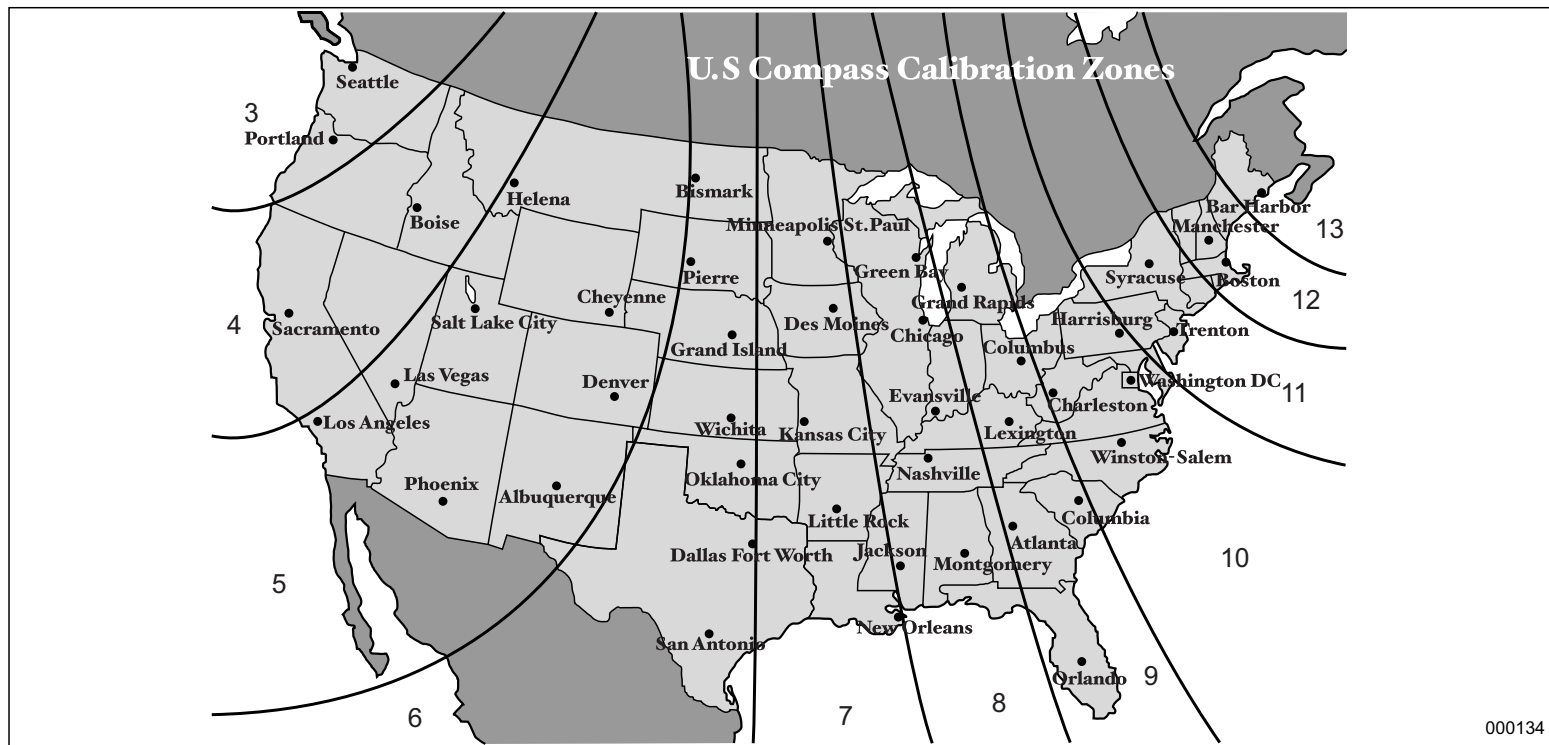 U.S Compass Calibration Zones
Seattle
3
Portland
Helena
Bismark
Boise
Bar Harbor
Minneapolis St.Paul
Manchester
13
Green Bay
Pierre
Syracuse
Boston
Cheyenne
Grand Rapids
12
Salt Lake City
Des Moines
Harrisburg
4
Sacramento
Chicago
Trenton
Grand Island
Columbus
Las Vegas
Denver
Washington DC
11
Evansville
Charleston
Los Angeles
Wichita
Kansas City
Lexington
Winston-Salem
Nashville
Phoenix
Oklahoma City
Albuquerque
Little Rock
Columbia
Dallas Fort Worth
Jackson
Atlanta
10
Montgomery
5
New Orleans
San Antonio
Orlando
9
8
6
7
000134